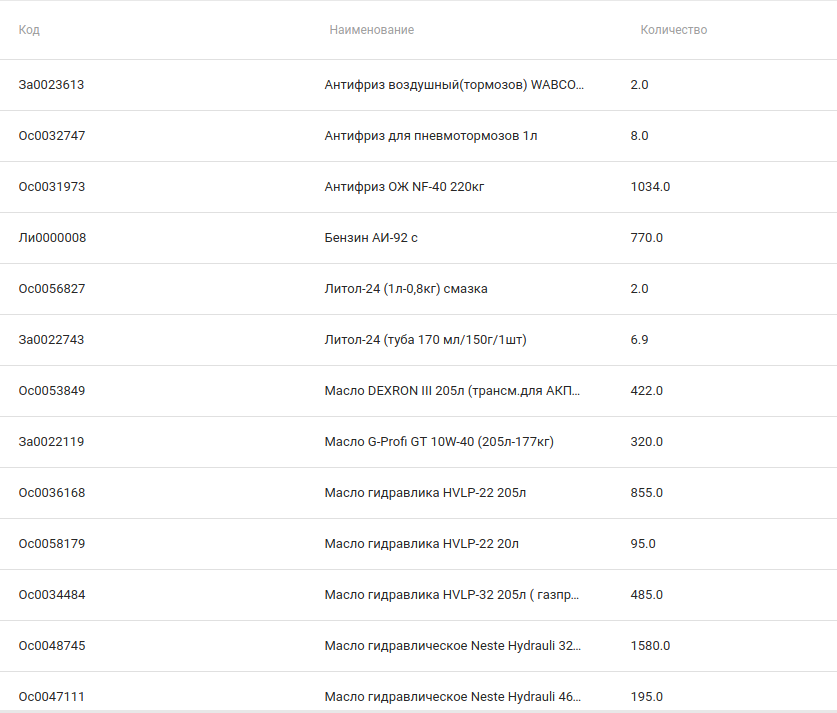 Код Наименование Количество
За0023613 Антифриз воздушный(тормозов) WABCO… 2.0
Ос0032747 Антифриз для пневмотормозов 1л 8.0
Ос0031973 Антифриз ОЖ NF-40 220кг 1034.0
Ли0000008 Бензин АИ-92 с 770.0
Ос0056827 Литол-24 (1л-0,8кг) смазка 2.0
За0022743 Литол-24 (туба 170 мл/150г/1шт) 6.9
Ос0053849 Масло DEXRON III 205л (трансм.для АКП… 422.0
За0022119 Масло G-Profi GT 10W-40 (205л-177кг) 320.0
Ос0036168 Масло гидравлика HVLP-22 205л 855.0
Ос0058179 Масло гидравлика HVLP-22 20л 95.0
Ос0034484 Масло гидравлика HVLP-32 205л ( газпр… 485.0
Ос0048745 Масло гидравлическое Neste Hydrauli 32… 1580.0
Ос0047111 Масло гидравлическое Neste Hydrauli 46… 195.0